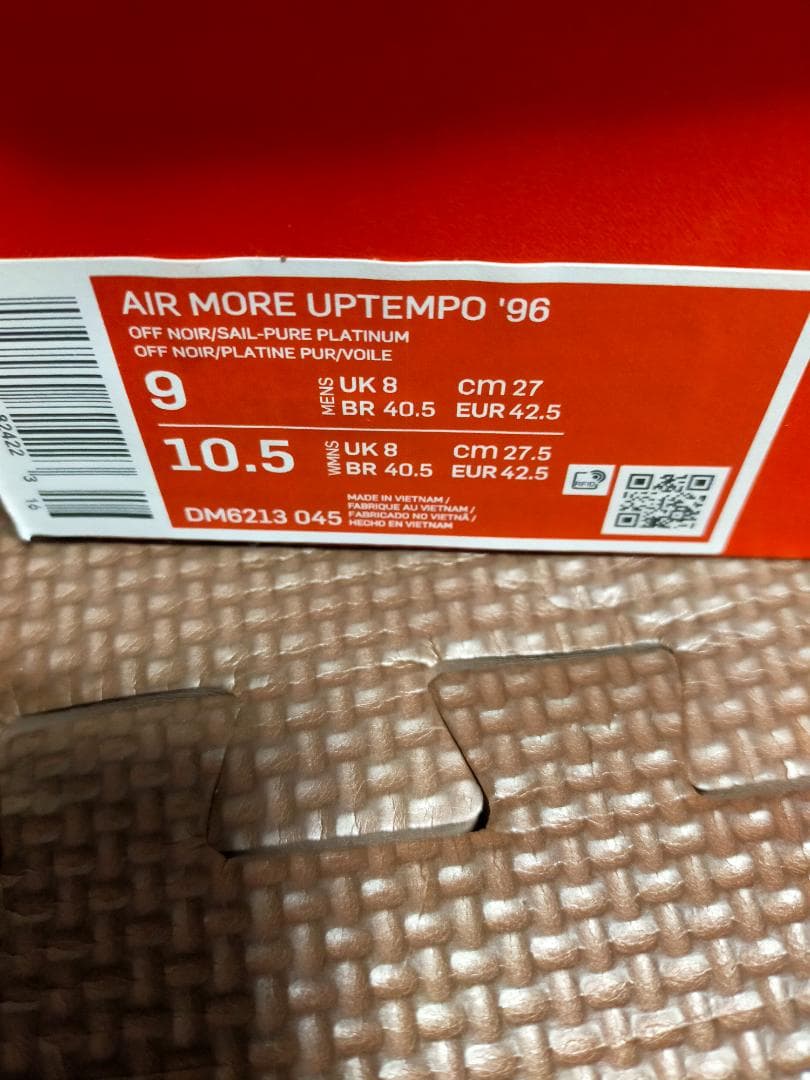 AIR MORE UPTEMPO '96
OFF NOIR/SAIL-PURE PLATINUM
OFF NOIR/PLATINE PUR/VOILE
9
MENS
UK 8 cm 27
BR 40.5 EUR 42.5
10.5
WMNS
UK 8 cm 27.5
BR 40.5 EUR 42.5
DM6213 045
MADE IN VIETNAM /
FABRIQUE AU VIETNAM /
FABRICADO NO VIETNÃ /
HECHO EN VIETNAM
RFID
92422
3